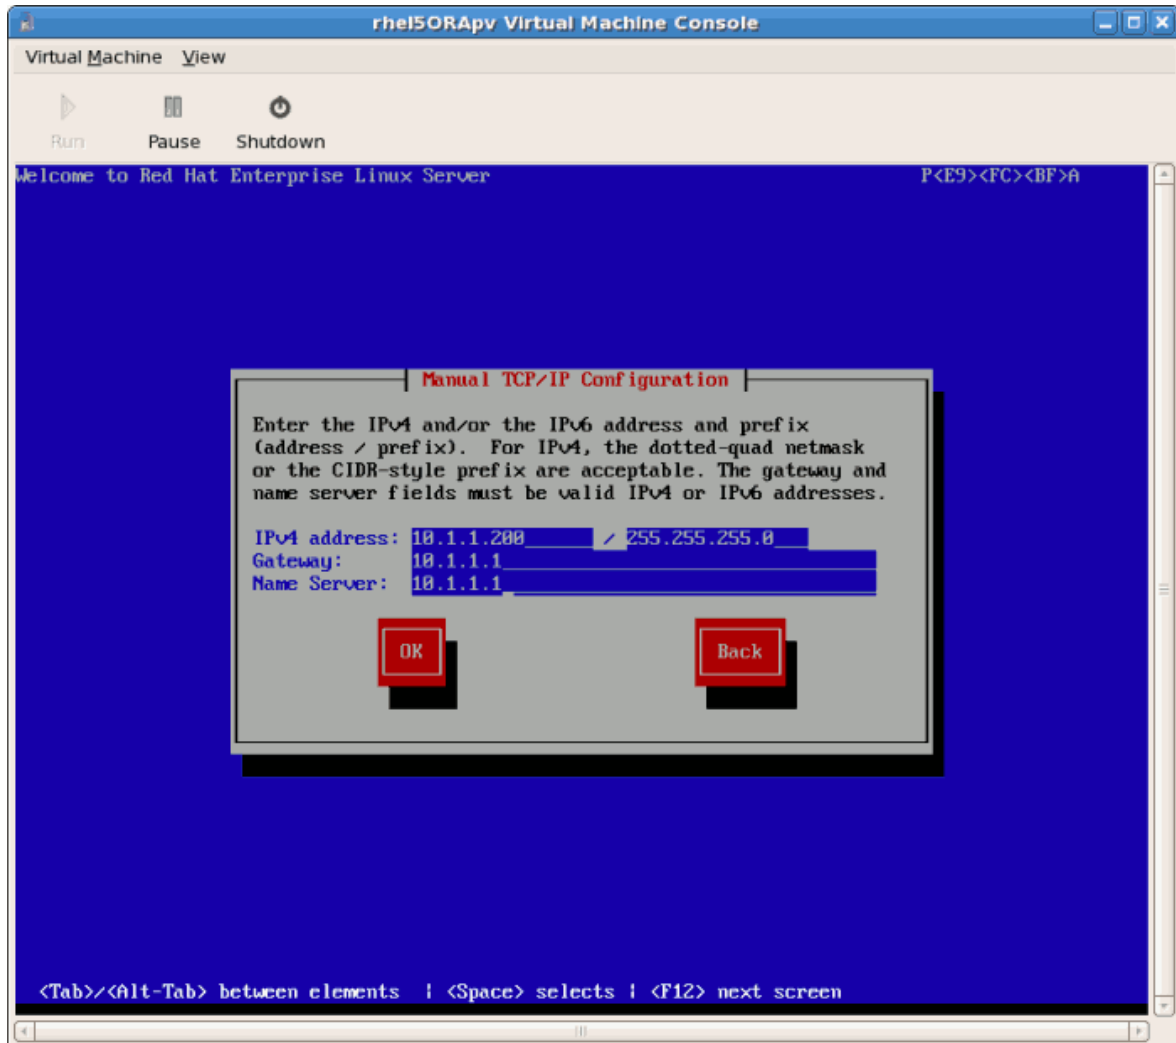 rhel5ORApv Virtual Machine Console
Virtual Machine View
Run Pause Shutdown
Welcome to Red Hat Enterprise Linux Server P<E9><FC><BF>A
Manual TCP/IP Configuration
Enter the IPv4 and/or the IPv6 address and prefix
(address / prefix). For IPv4, the dotted-quad netmask
or the CIDR-style prefix are acceptable. The gateway and
name server fields must be valid IPv4 or IPv6 addresses.
IPv4 address: 10.1.1.200_______ / 255.255.255.0___
Gateway: 10.1.1.1
Name Server: 10.1.1.1
OK Back
<Tab>/<Alt-Tab> between elements | <Space> selects | <F12> next screen